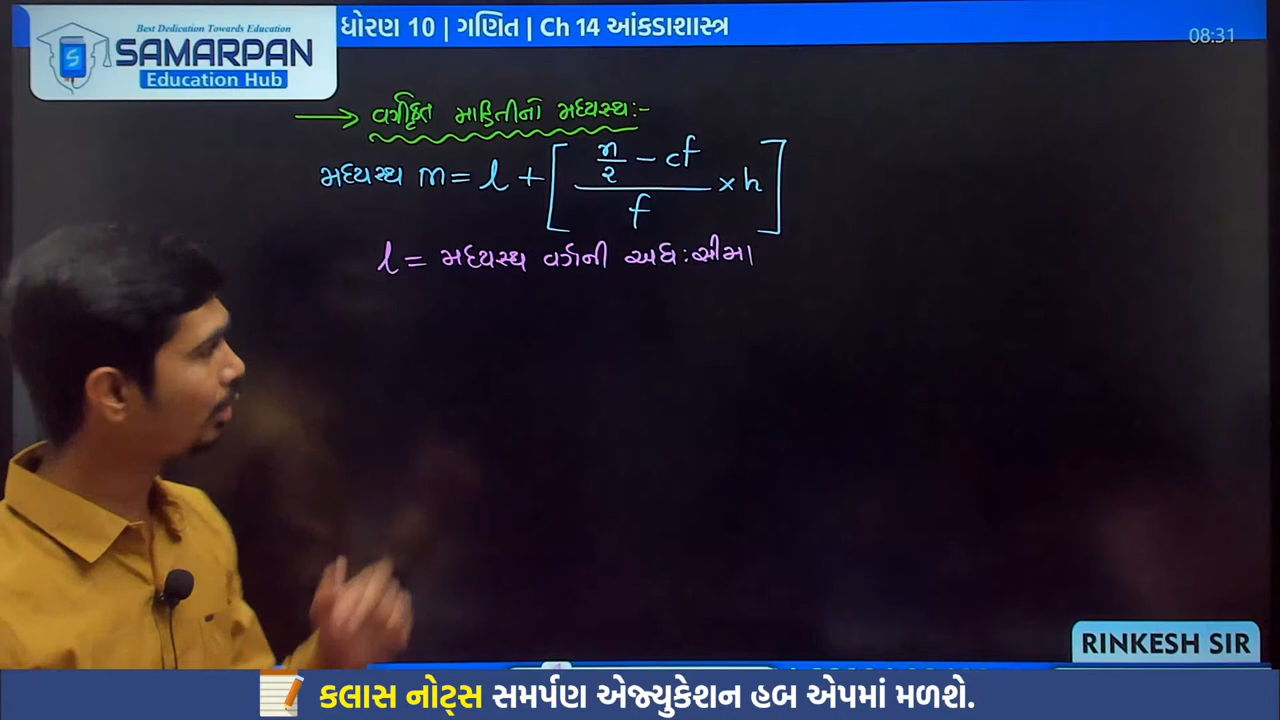 Best Dedication Towards Education
SAMARPAN
Education Hub
ધોરણ 10 | ગણિત | Ch 14 આંકડાશાસ્ત્ર
08:31
→ વર્ગીકૃત માહિતીનો મધ્યસ્થ:-
મધ્યસ્થ m = l + [ (n/2 - cf) / f × h ]
l = મધ્યસ્થ વર્ગની અધ:સીમા
RINKESH SIR
કલાસ નોટ્સ સમર્પણ એજ્યુકેશન હબ એપમાં મળશે.